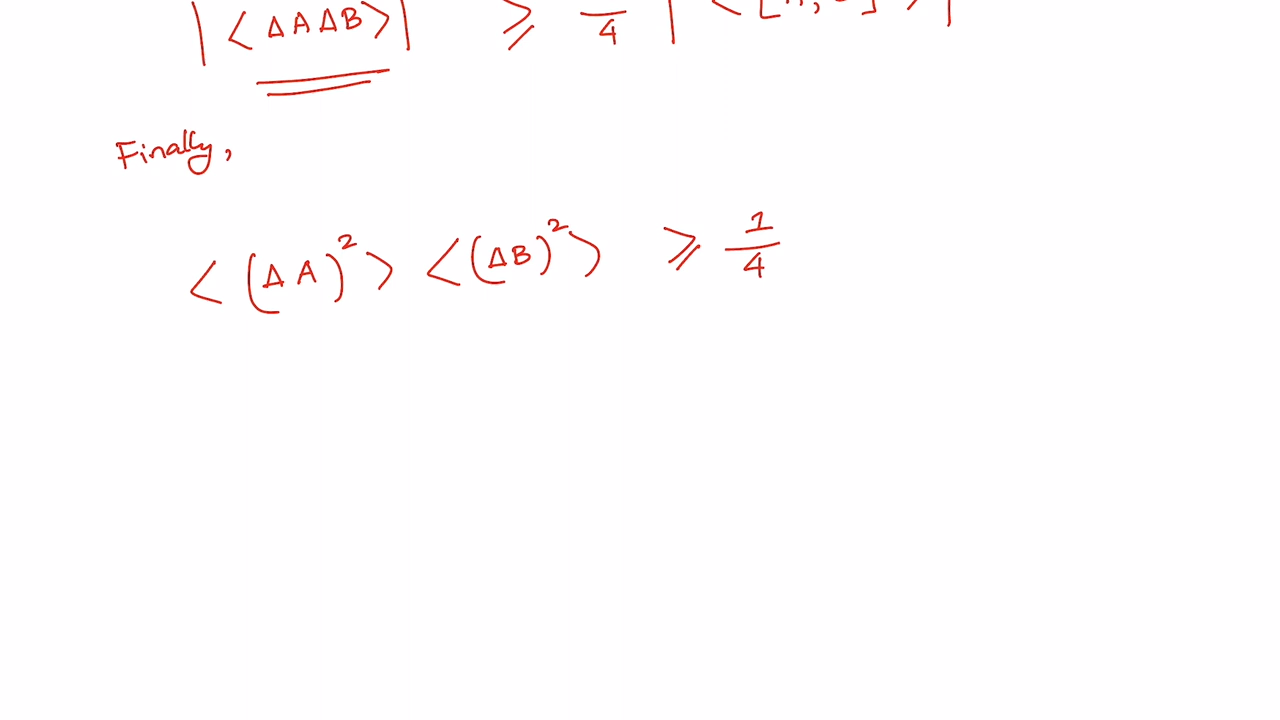 |<ΔAΔB>| ⩾ 1/4 |<[A, B]>|
Finally,
<(ΔA)²> <(ΔB)²> ⩾ 1/4